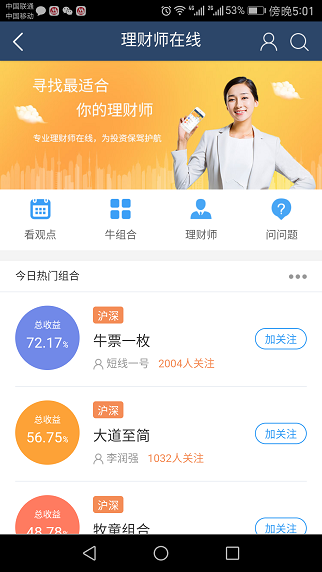 中国联通
中国移动
53% 傍晚5:01
理财师在线
寻找最适合
你的理财师
专业理财师在线，为投资保驾护航
看观点 牛组合 理财师 问问题
今日热门组合
沪深
总收益
72.17%
牛票一枚
加关注
短线一号 2004人关注
沪深
总收益
56.75%
大道至简
加关注
李润强 1032人关注
沪深
总收益
48.78%
牧童组合
加关注